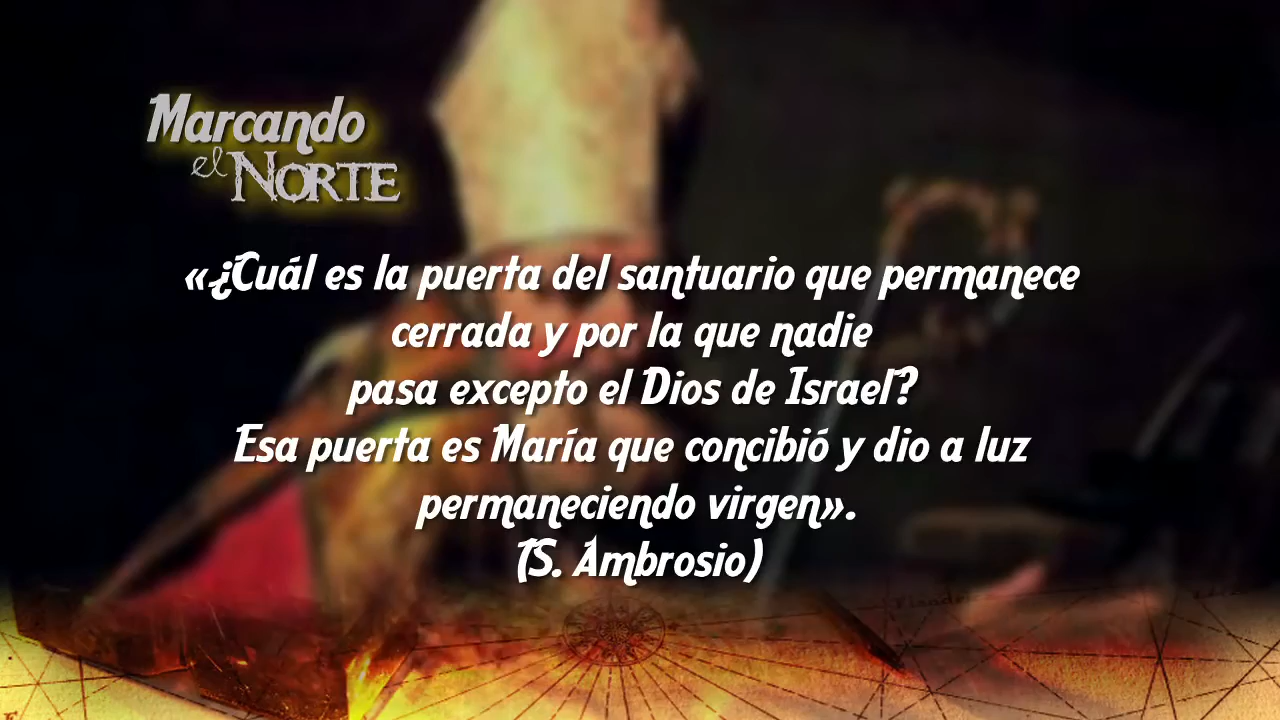 Marcando
el NORTE
«¿Cuál es la puerta del santuario que permanece
cerrada y por la que nadie
pasa excepto el Dios de Israel?
Esa puerta es María que concibió y dio a luz
permaneciendo virgen».
(S. Ambrosio)